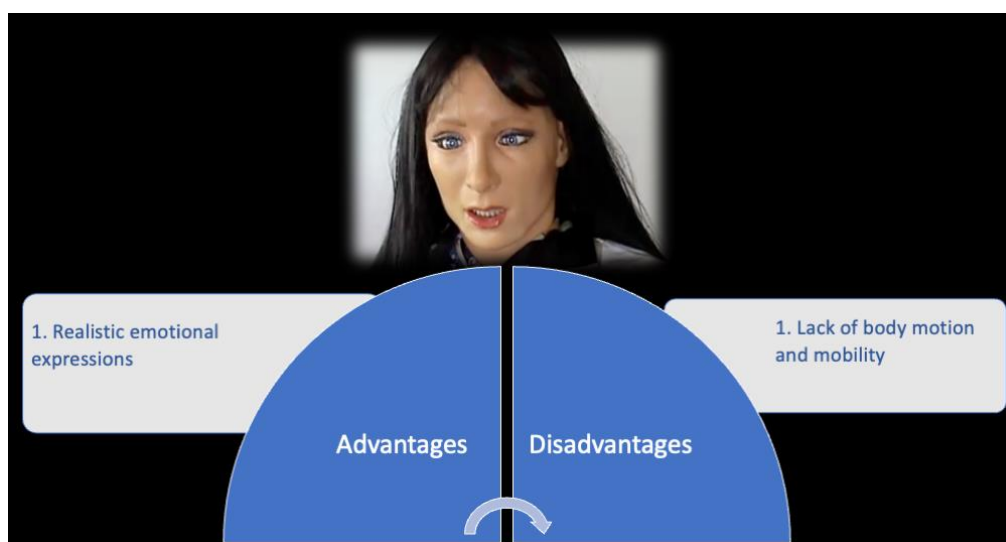 1. Realistic emotional
expressions
1. Lack of body motion
and mobility
Advantages
Disadvantages